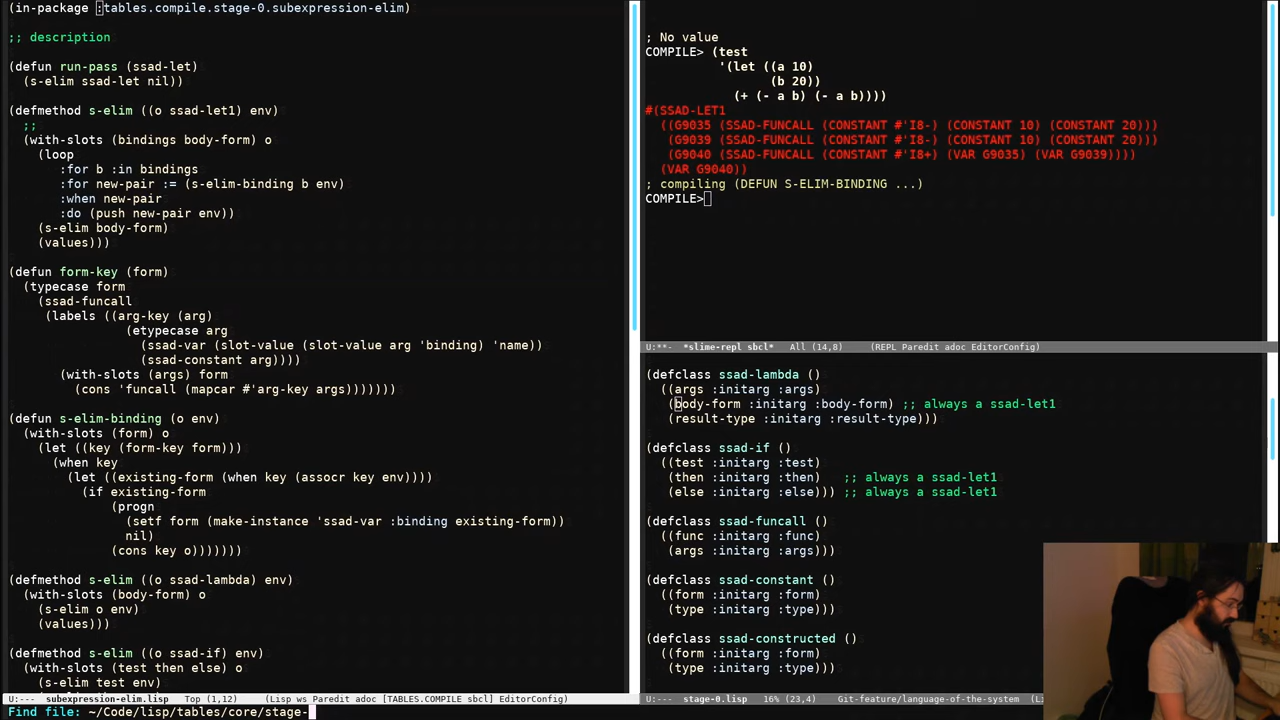 (in-package :tables.compile.stage-0.subexpression-elim)
;; description
(defun run-pass (ssad-let)
  (s-elim ssad-let nil))
(defmethod s-elim ((o ssad-let1) env)
  ;;
  (with-slots (bindings body-form) o
    (loop
       :for b :in bindings
       :for new-pair := (s-elim-binding b env)
       :when new-pair
       :do (push new-pair env))
    (s-elim body-form)
    (values)))
(defun form-key (form)
  (typecase form
    (ssad-funcall
     (labels ((arg-key (arg)
                (etypecase arg
                  (ssad-var (slot-value (slot-value arg 'binding) 'name))
                  (ssad-constant arg))))
       (with-slots (args) form
         (cons 'funcall (mapcar #'arg-key args)))))))
(defun s-elim-binding (o env)
  (with-slots (form) o
    (let ((key (form-key form)))
      (when key
        (let ((existing-form (when key (assocr key env))))
          (if existing-form
              (progn
                (setf form (make-instance 'ssad-var :binding existing-form))
                nil)
              (cons key o)))))))
(defmethod s-elim ((o ssad-lambda) env)
  (with-slots (body-form) o
    (s-elim o env)
    (values)))
(defmethod s-elim ((o ssad-if) env)
  (with-slots (test then else) o
    (s-elim test env)
U:--- subexpression-elim.lisp Top (1,12) (Lisp ws Paredit adoc [TABLES.COMPILE sbcl] EditorConfig)
; No value
COMPILE> (test
          '(let ((a 10)
                 (b 20))
            (+ (- a b) (- a b))))
#(SSAD-LET1
  ((G9035 (SSAD-FUNCALL (CONSTANT #'I8-) (CONSTANT 10) (CONSTANT 20)))
   (G9039 (SSAD-FUNCALL (CONSTANT #'I8-) (CONSTANT 10) (CONSTANT 20)))
   (G9040 (SSAD-FUNCALL (CONSTANT #'I8+) (VAR G9035) (VAR G9039))))
  (VAR G9040))
; compiling (DEFUN S-ELIM-BINDING ...)
COMPILE>
U:**- *slime-repl sbcl* All (14,8) (REPL Paredit adoc EditorConfig)
(defclass ssad-lambda ()
  ((args :initarg :args)
   (body-form :initarg :body-form) ;; always a ssad-let1
   (result-type :initarg :result-type)))
(defclass ssad-if ()
  ((test :initarg :test)
   (then :initarg :then)   ;; always a ssad-let1
   (else :initarg :else))) ;; always a ssad-let1
(defclass ssad-funcall ()
  ((func :initarg :func)
   (args :initarg :args)))
(defclass ssad-constant ()
  ((form :initarg :form)
   (type :initarg :type)))
(defclass ssad-constructed ()
  ((form :initarg :form)
   (type :initarg :type)))
U:--- stage-0.lisp 16% (23,4) Git-feature/language-of-the-system (Li
Find file: ~/Code/lisp/tables/core/stage-